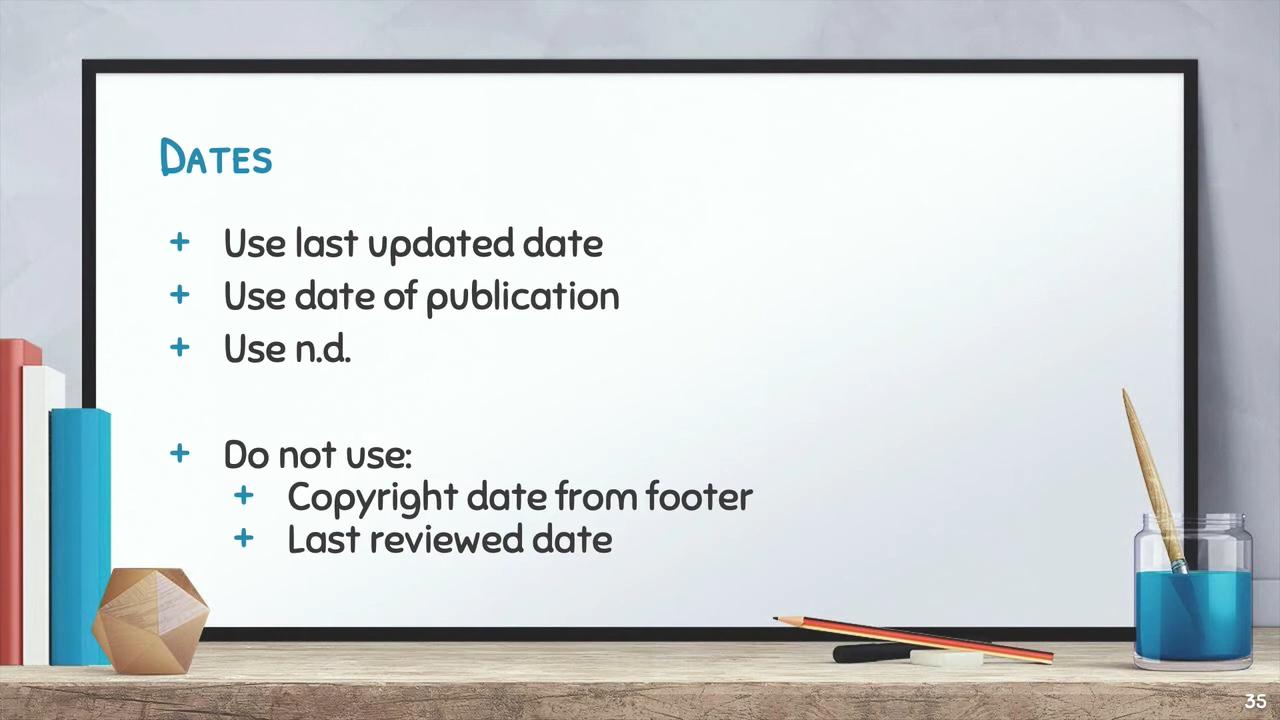 Dates
+ Use last updated date
+ Use date of publication
+ Use n.d.
+ Do not use:
+ Copyright date from footer
+ Last reviewed date
35